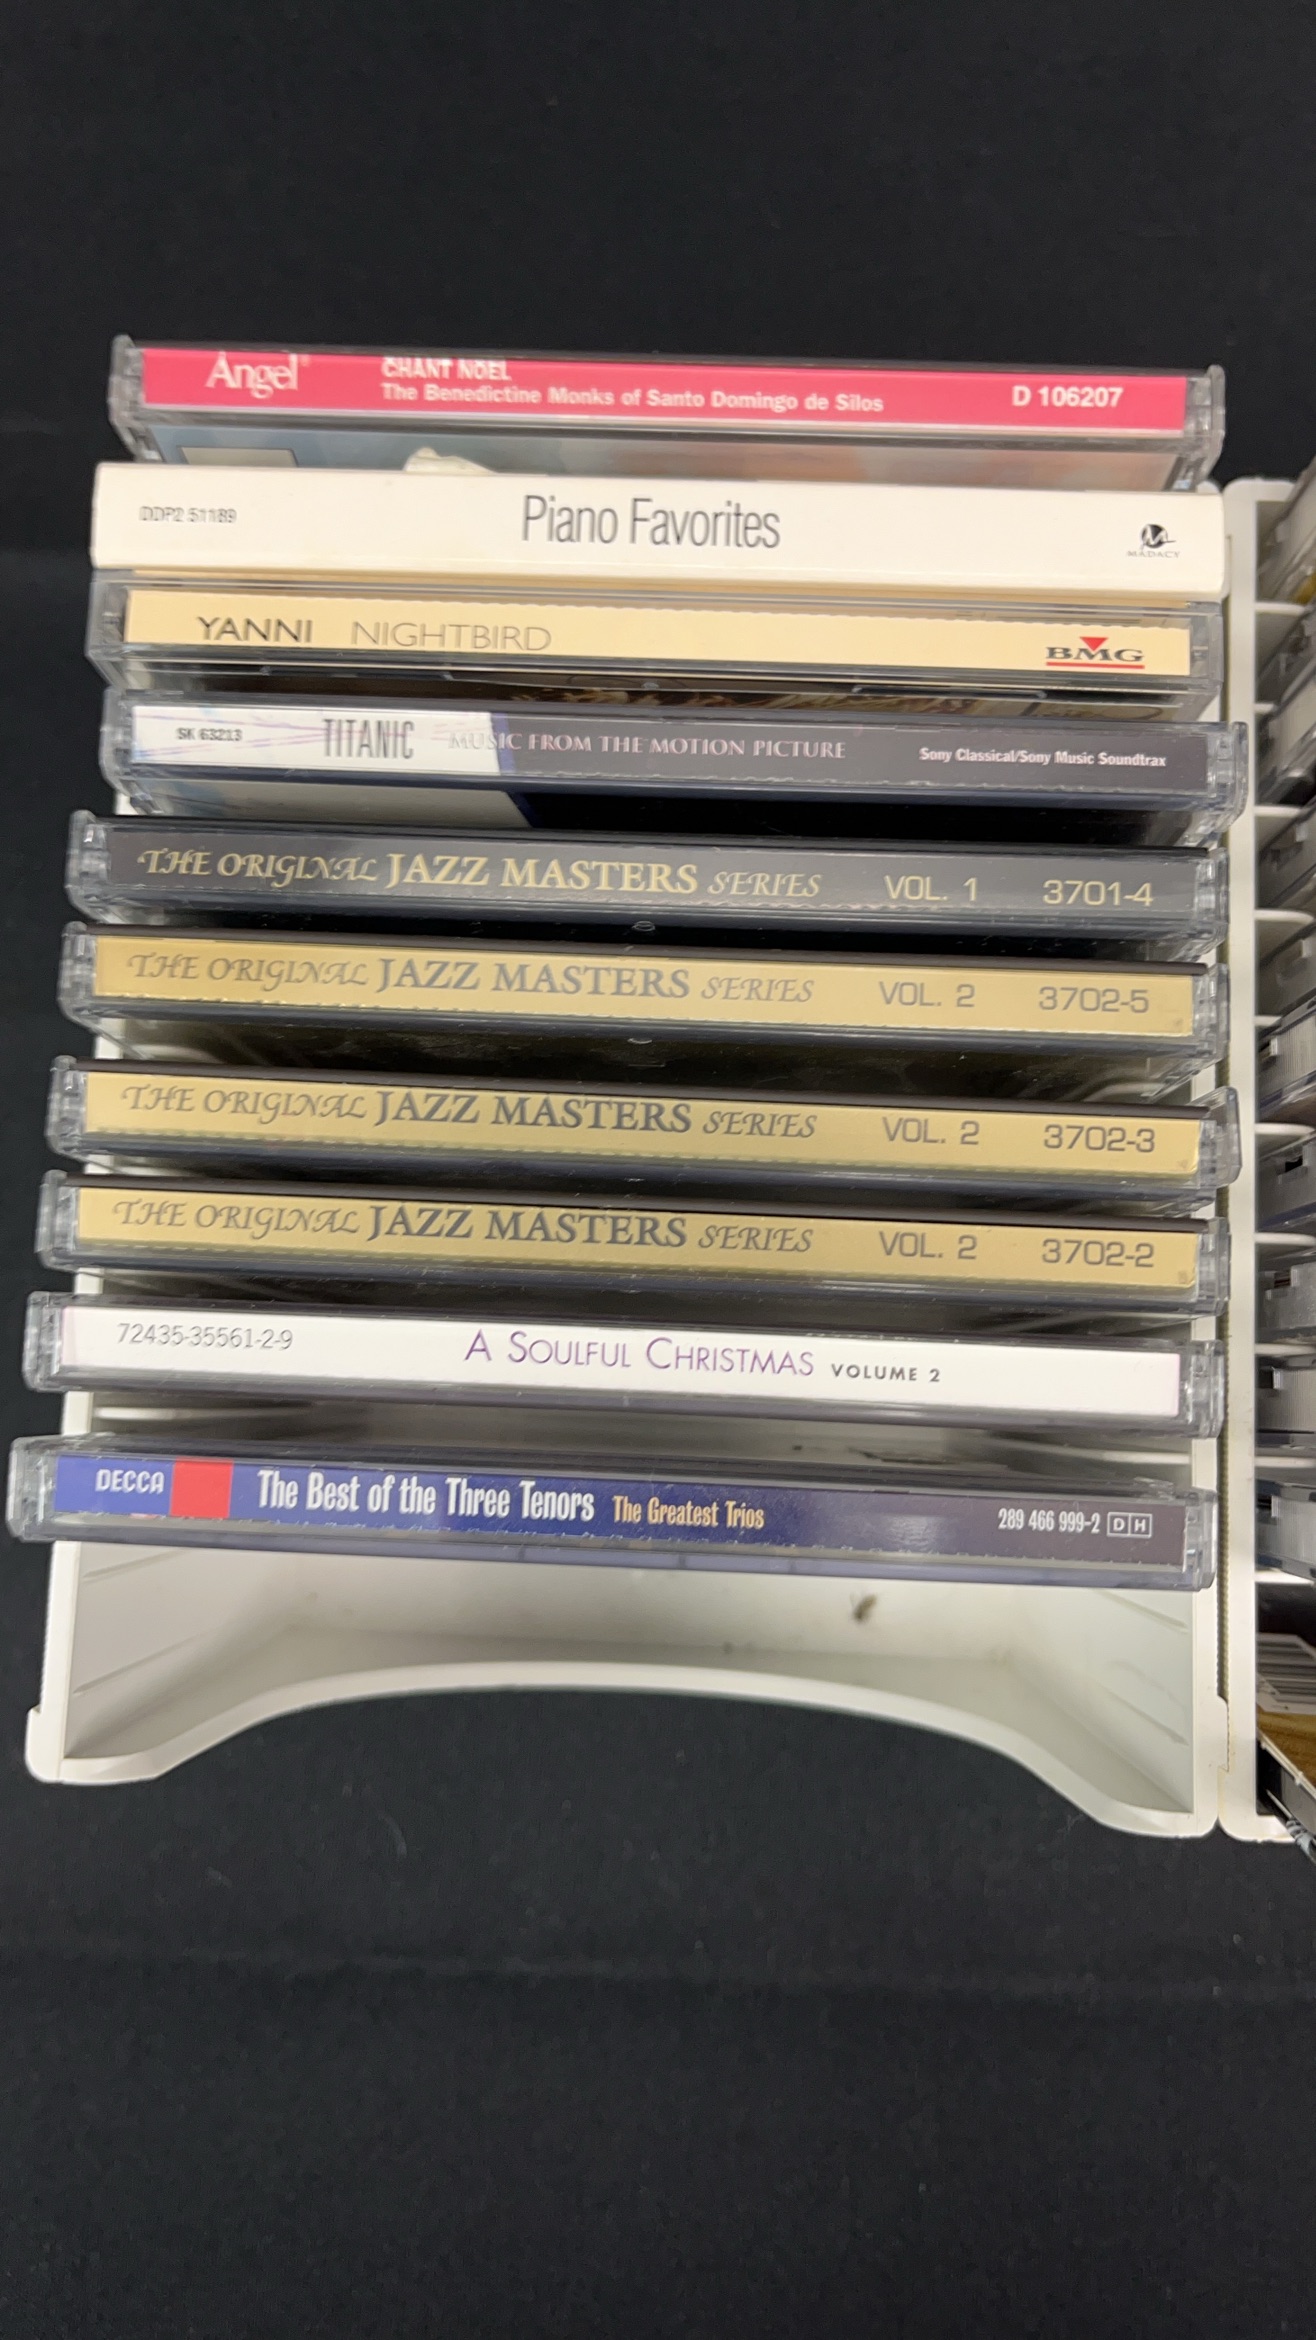 Angel CHANT NOËL
The Benedictine Monks of Santo Domingo de Silos D 106207
DDP2 51189 Piano Favorites MADACY
YANNI NIGHTBIRD BMG
SK 63213 TITANIC MUSIC FROM THE MOTION PICTURE Sony Classical/Sony Music Soundtrax
THE ORIGINAL JAZZ MASTERS SERIES VOL. 1 3701-4
THE ORIGINAL JAZZ MASTERS SERIES VOL. 2 3702-5
THE ORIGINAL JAZZ MASTERS SERIES VOL. 2 3702-3
THE ORIGINAL JAZZ MASTERS SERIES VOL. 2 3702-2
72435-35561-2-9 A SOULFUL CHRISTMAS VOLUME 2
DECCA The Best of the Three Tenors The Greatest Trios 289 466 999-2 DH